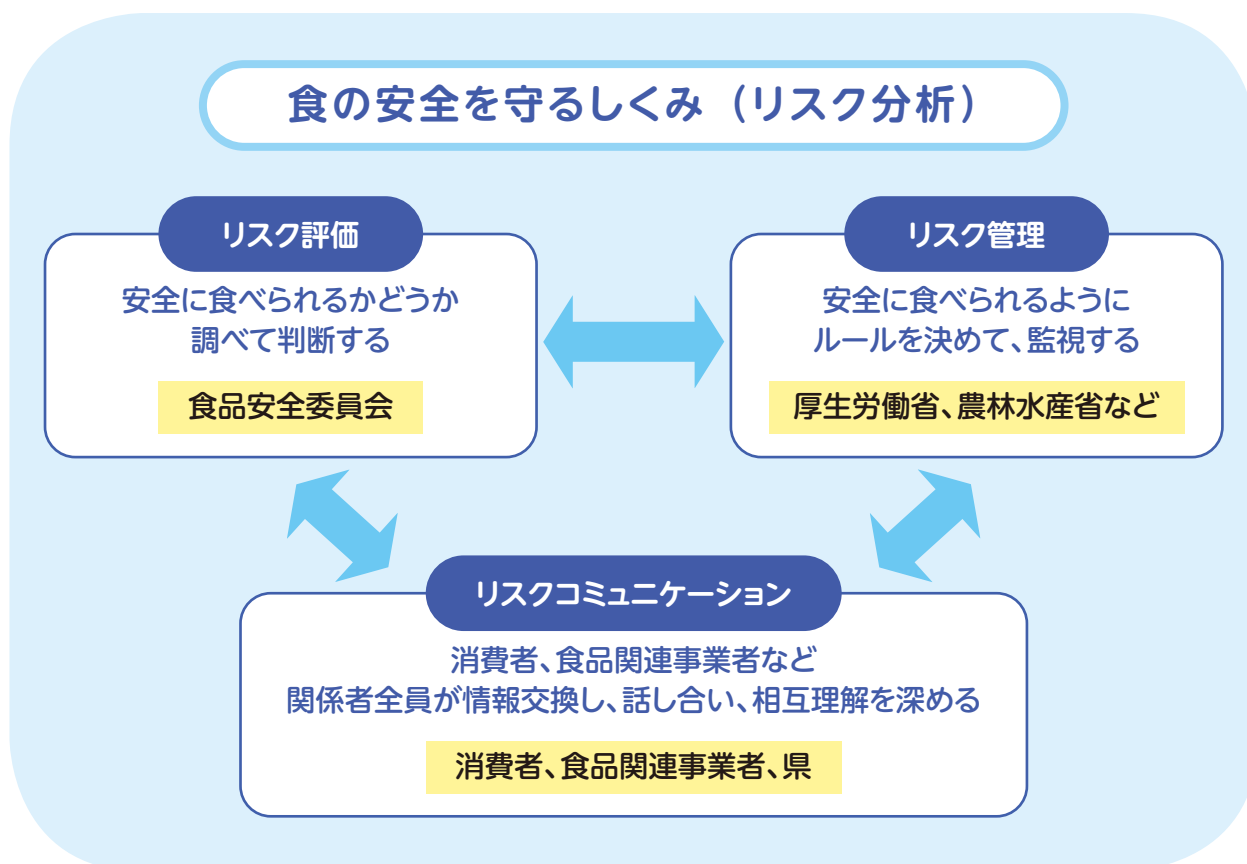 食の安全を守るしくみ（リスク分析）
リスク評価
安全に食べられるかどうか
調べて判断する
食品安全委員会
リスク管理
安全に食べられるように
ルールを決めて、監視する
厚生労働省、農林水産省など
リスクコミュニケーション
消費者、食品関連事業者など
関係者全員が情報交換し、話し合い、相互理解を深める
消費者、食品関連事業者、県